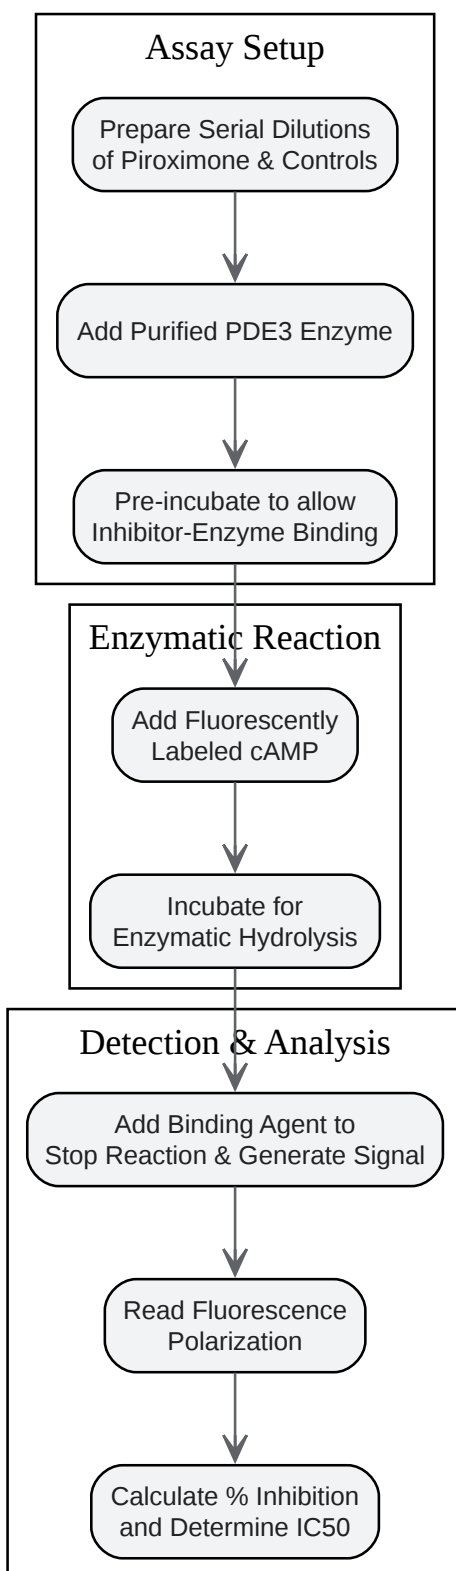 Assay Setup
Prepare Serial Dilutions
of Piroximone & Controls
Add Purified PDE3 Enzyme
Pre-incubate to allow
Inhibitor-Enzyme Binding
Enzymatic Reaction
Add Fluorescently
Labeled cAMP
Incubate for
Enzymatic Hydrolysis
Detection & Analysis
Add Binding Agent to
Stop Reaction & Generate Signal
Read Fluorescence
Polarization
Calculate % Inhibition
and Determine IC50